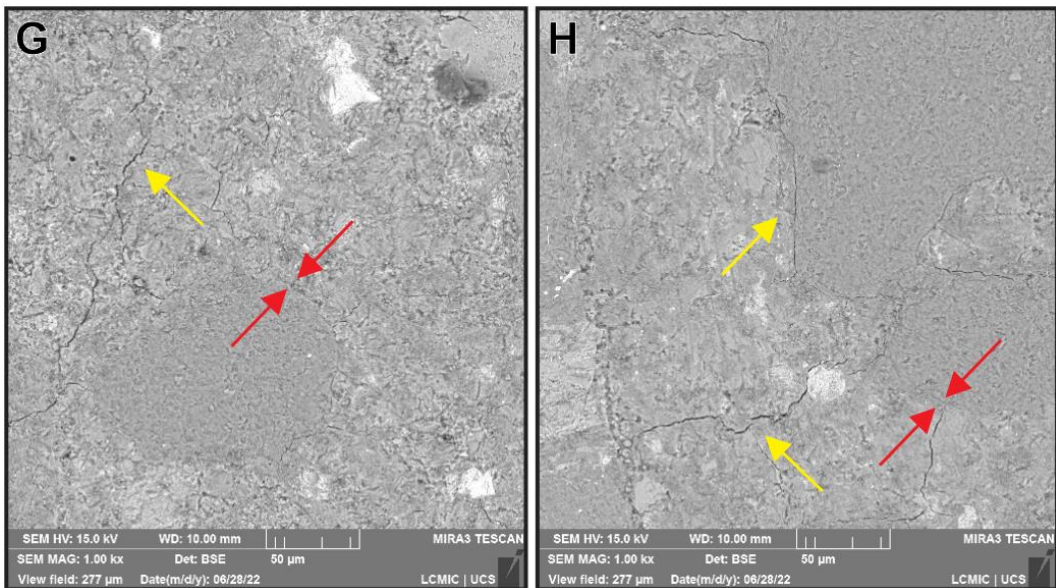 G
SEM HV: 15.0 kV WD: 10.00 mm MIRA3 TESCAN
SEM MAG: 1.00 kx Det: BSE 50 µm
View field: 277 µm Date(m/d/y): 06/28/22 LCMIC | UCS
H
SEM HV: 15.0 kV WD: 10.00 mm MIRA3 TESCAN
SEM MAG: 1.00 kx Det: BSE 50 µm
View field: 277 µm Date(m/d/y): 06/28/22 LCMIC | UCS